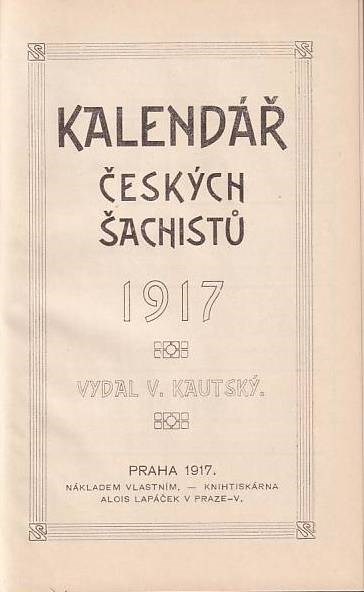 KALENDÁŘ
ČESKÝCH
ŠACHISTŮ
1917
VYDAL V. KAUTSKÝ.
PRAHA 1917.
NÁKLADEM VLASTNÍM. — KNIHTISKÁRNA
ALOIS LAPÁČEK V PRAZE-V.